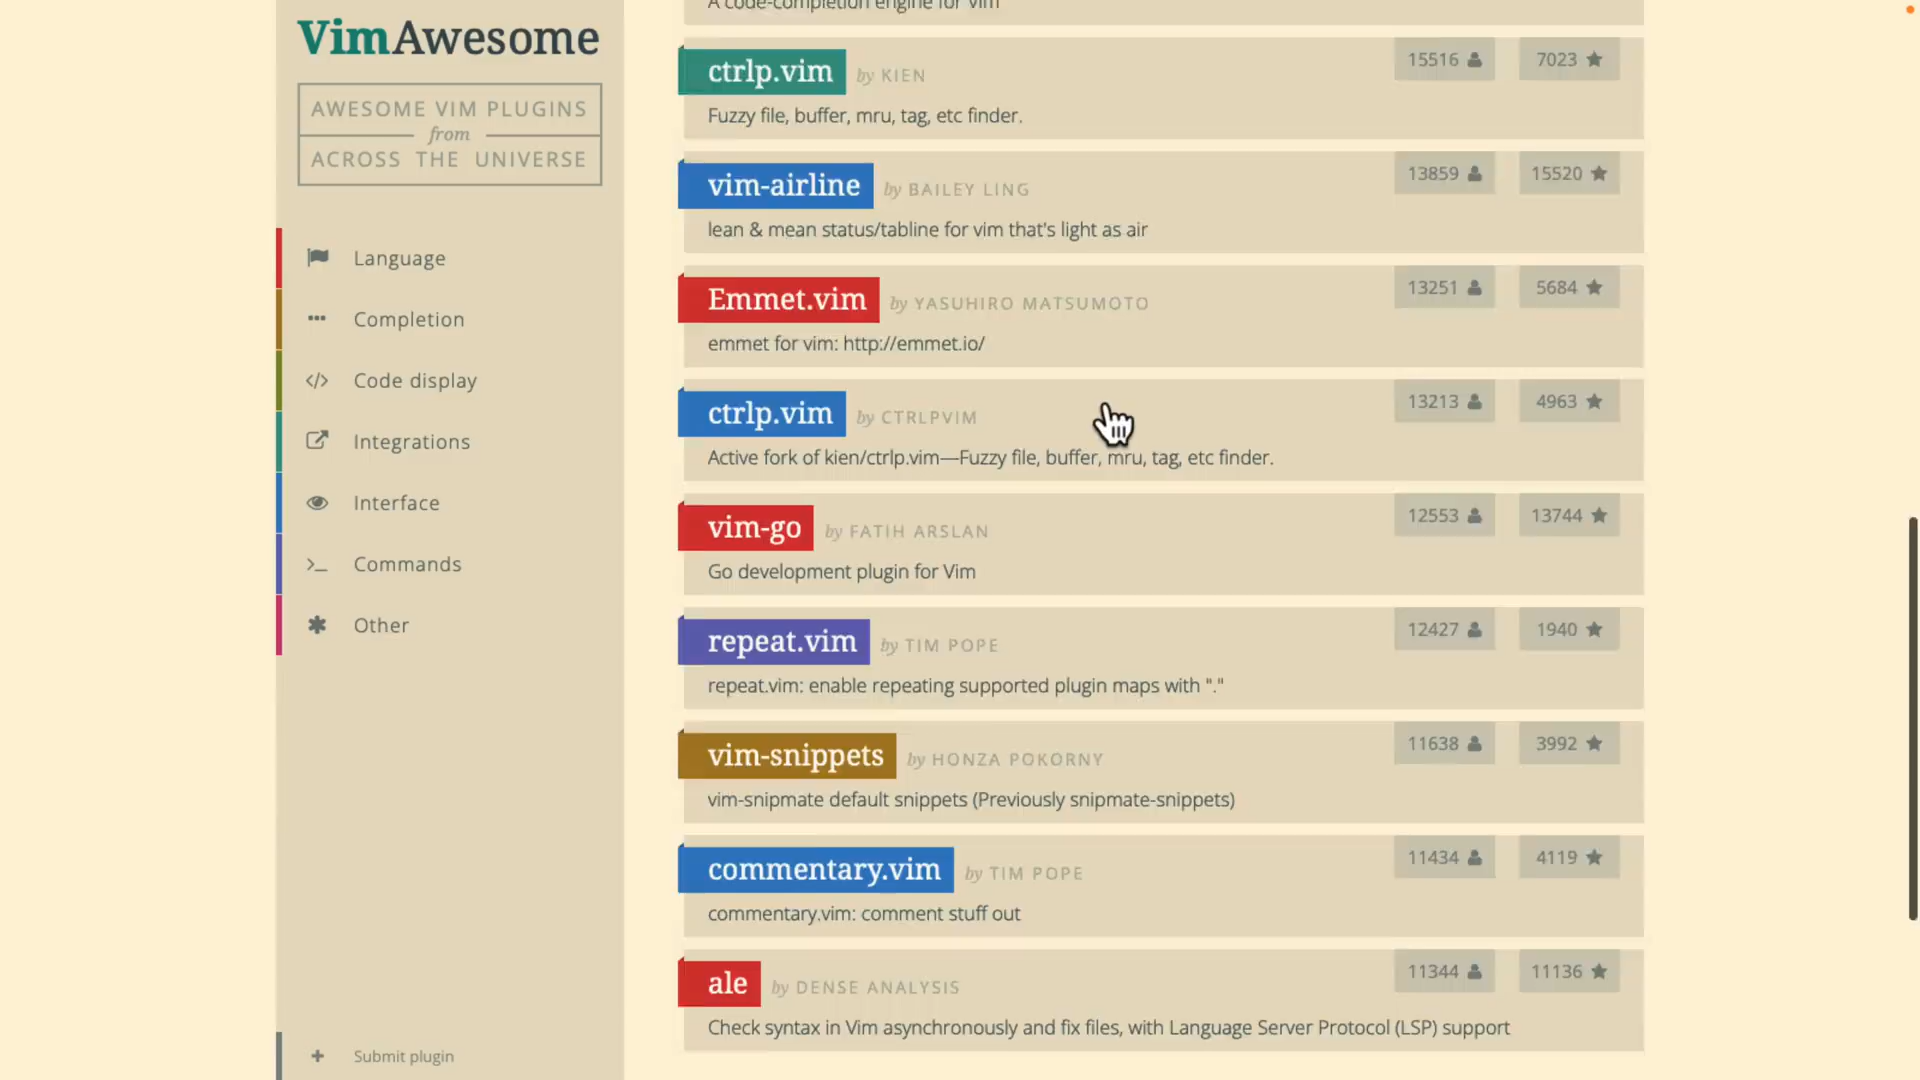 VimAwesome
AWESOME VIM PLUGINS
from
ACROSS THE UNIVERSE
Language
Completion
Code display
Integrations
Interface
Commands
Other
Submit plugin
A code-completion engine for Vim
ctrlp.vim by KIEN 15516 7023
Fuzzy file, buffer, mru, tag, etc finder.
vim-airline by BAILEY LING 13859 15520
lean & mean status/tabline for vim that's light as air
Emmet.vim by YASUHIRO MATSUMOTO 13251 5684
emmet for vim: http://emmet.io/
ctrlp.vim by CTRLPVIM 13213 4963
Active fork of kien/ctrlp.vim—Fuzzy file, buffer, mru, tag, etc finder.
vim-go by FATIH ARSLAN 12553 13744
Go development plugin for Vim
repeat.vim by TIM POPE 12427 1940
repeat.vim: enable repeating supported plugin maps with "."
vim-snippets by HONZA POKORNY 11638 3992
vim-snipmate default snippets (Previously snipmate-snippets)
commentary.vim by TIM POPE 11434 4119
commentary.vim: comment stuff out
ale by DENSE ANALYSIS 11344 11136
Check syntax in Vim asynchronously and fix files, with Language Server Protocol (LSP) support